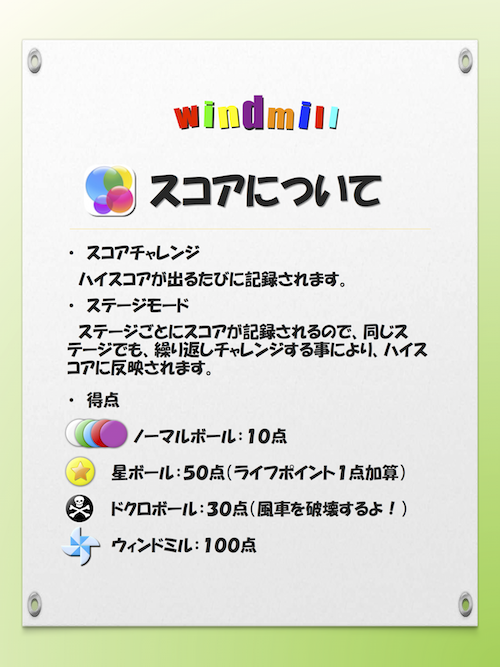 windmill
スコアについて
・ スコアチャレンジ
ハイスコアが出るたびに記録されます。
・ ステージモード
ステージごとにスコアが記録されるので、同じス
テージでも、繰り返しチャレンジする事により、ハイス
コアに反映されます。
・ 得点
ノーマルボール：10点
星ボール：50点（ライフポイント1点加算）
ドクロボール：30点（風車を破壊するよ！）
ウィンドミル：100点